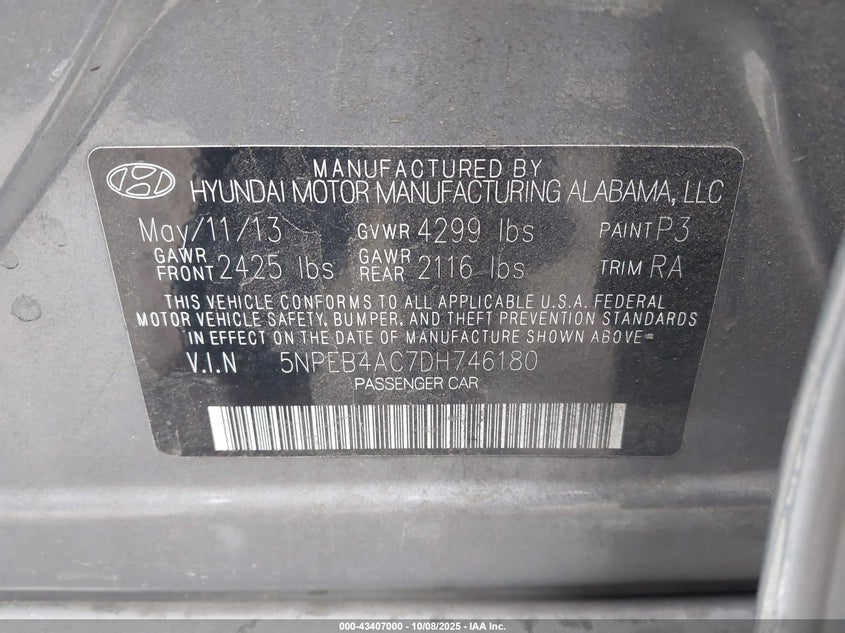 MANUFACTURED BY
HYUNDAI MOTOR MANUFACTURING ALABAMA, LLC
May/11/13 GVWR 4299 lbs PAINT P3
GAWR FRONT 2425 lbs GAWR REAR 2116 lbs TRIM RA
THIS VEHICLE CONFORMS TO ALL APPLICABLE U.S.A. FEDERAL
MOTOR VEHICLE SAFETY, BUMPER, AND THEFT PREVENTION STANDARDS
IN EFFECT ON THE DATE OF MANUFACTURE SHOWN ABOVE.
V.I.N 5NPEB4AC7DH746180
PASSENGER CAR
000-43407000 - 10/08/2025 - IAA Inc.